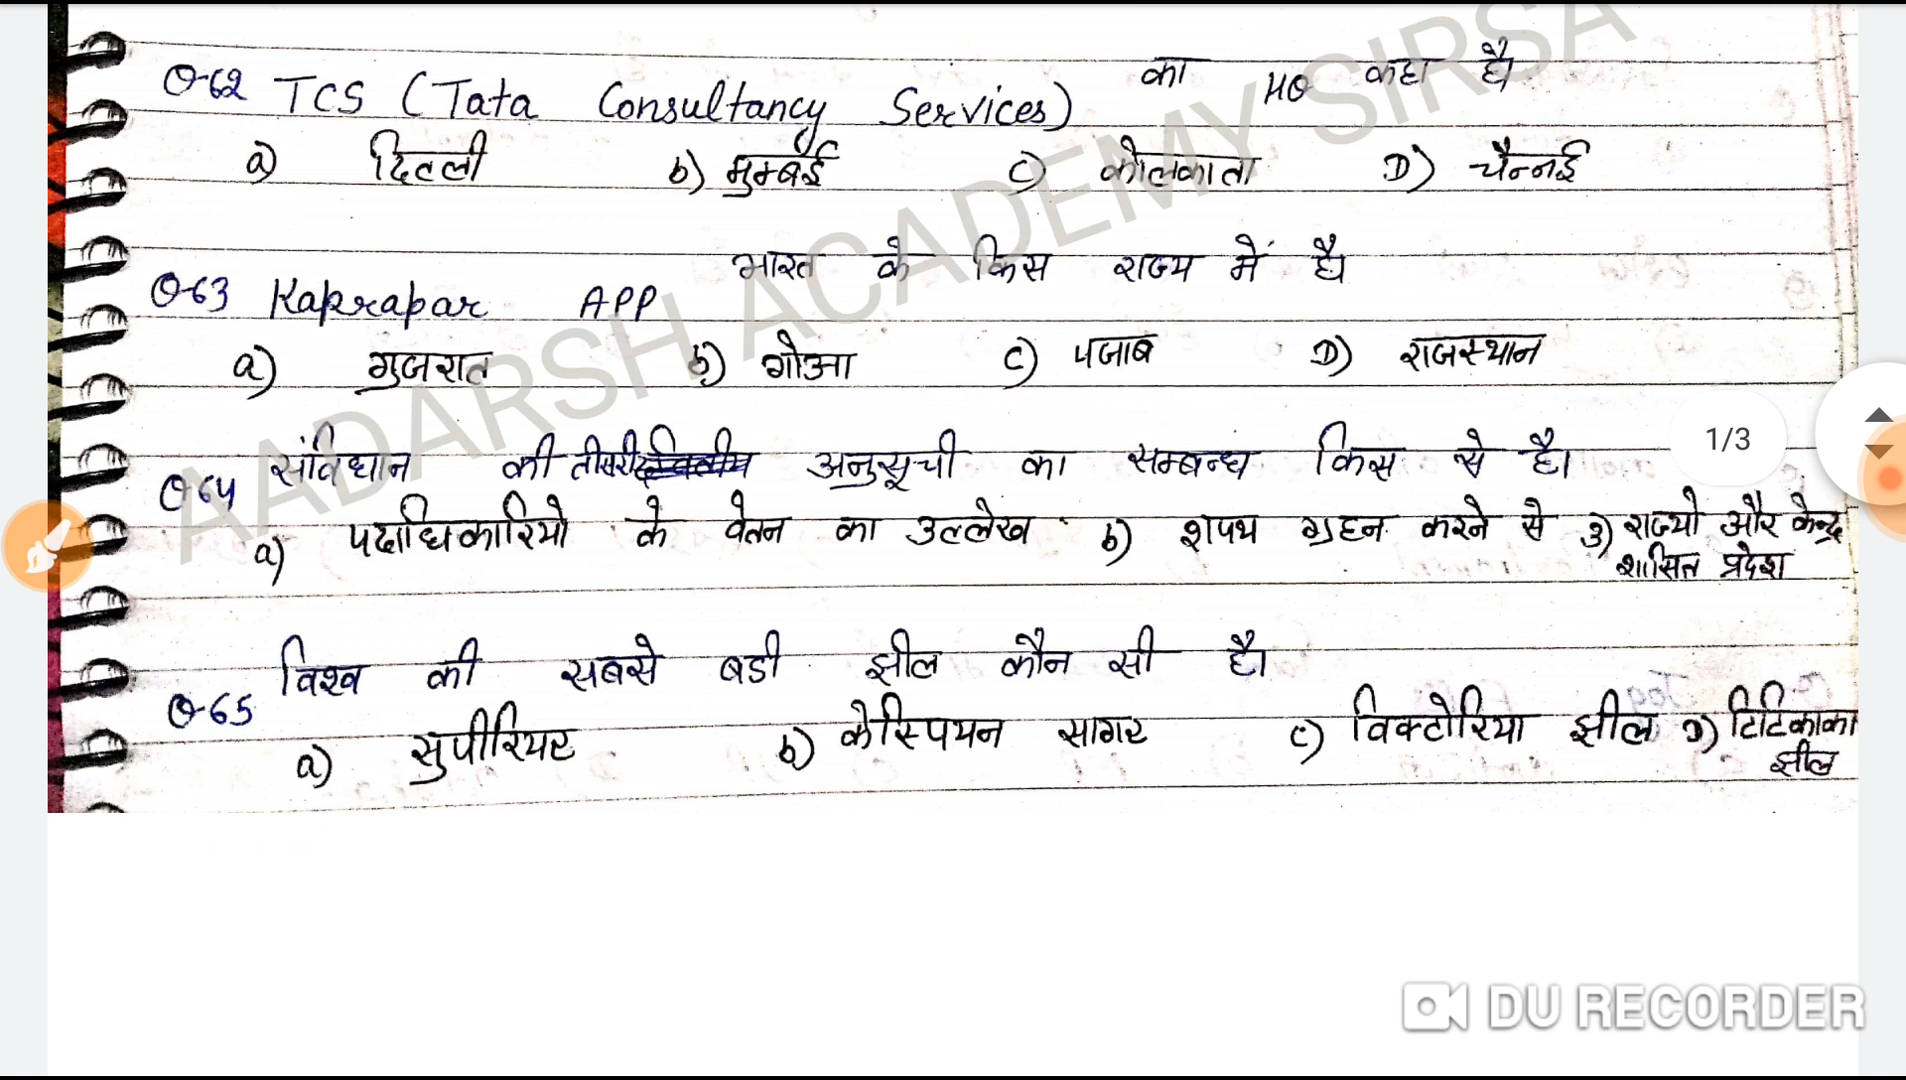 Q-62 TCS (Tata Consultancy Services) का HQ कहा है।
a) दिल्ली b) मुम्बई c) कोलकाता D) चैन्नई
Q-63 Kakrapar APP भारत के किस राज्य में है।
a) गुजरात b) गोआ c) पजाब D) राजस्थान
Q-64 संविधान की तीसरी अनुसूची का सम्बन्ध किस से है।
a) पदाधिकारियो के वेतन का उल्लेख b) शपथ ग्रहन करने से 3) राज्यो और केन्द्र
शासित प्रदेश
Q-65 विश्व की सबसे बडी झील कौन सी है।
a) सुपीरियर b) केस्पियन सागर c) विक्टोरिया झील D) टिटिकाका
झील
AADARSH ACADEMY SIRSA
1/3
DU RECORDER